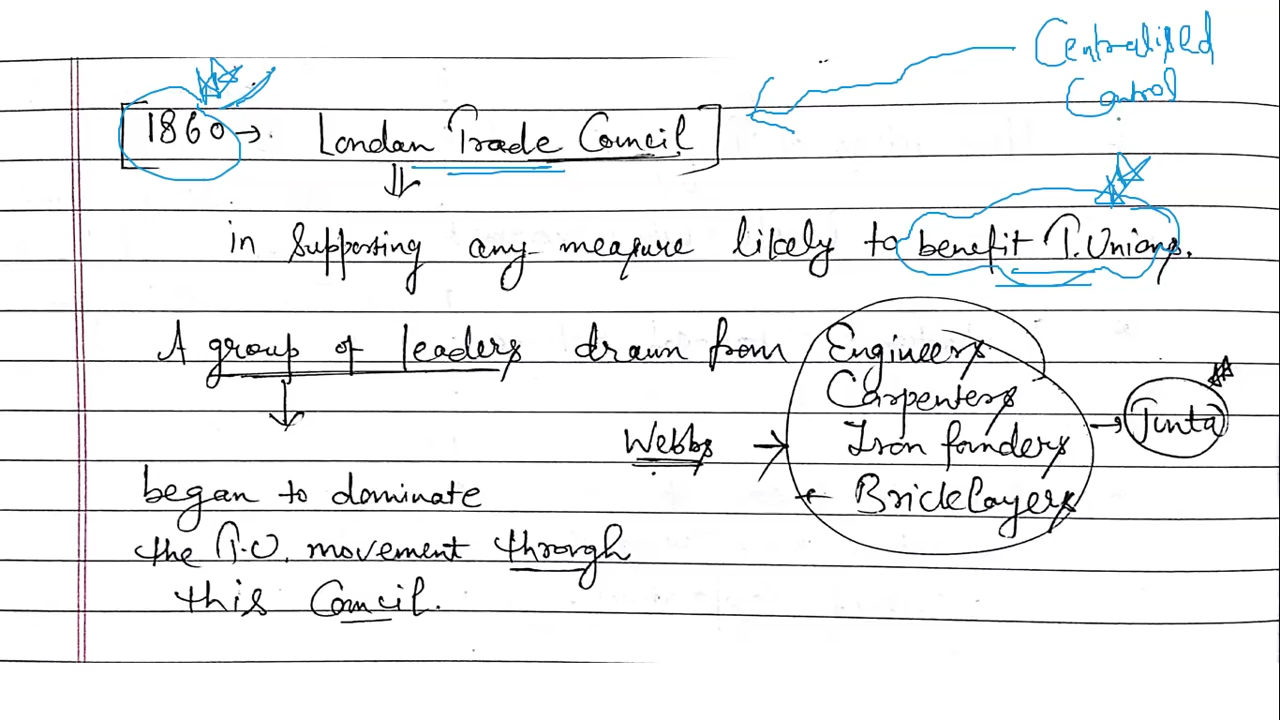 Centralised
Control
1860 → London Trade Council
in supporting any measure likely to benefit T. Unions.
A group of leaders drawn from Engineers
Carpenters
Iron founders
Bricklayers
Webbs → → Junta
began to dominate
the T.U. movement through
this Council.